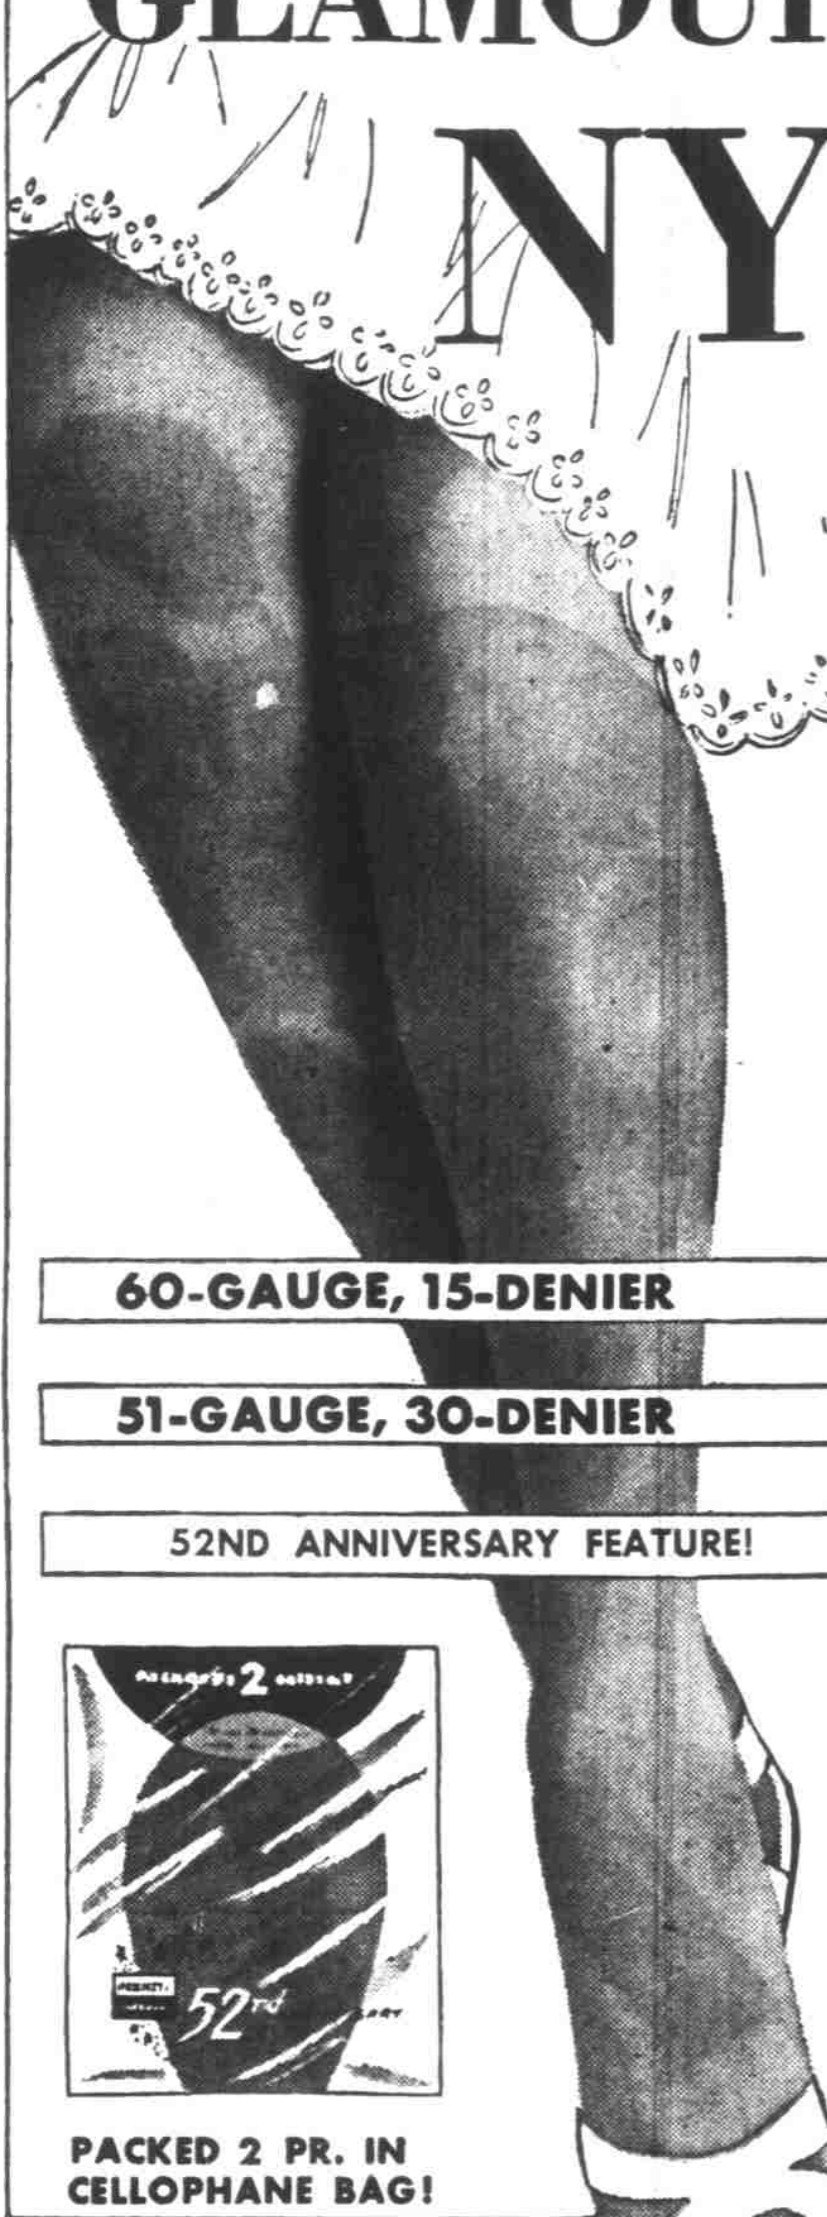 GLAMOUR
NY
60-GAUGE, 15-DENIER
51-GAUGE, 30-DENIER
52ND ANNIVERSARY FEATURE!
2
52nd
PACKED 2 PR. IN
CELLOPHANE BAG!